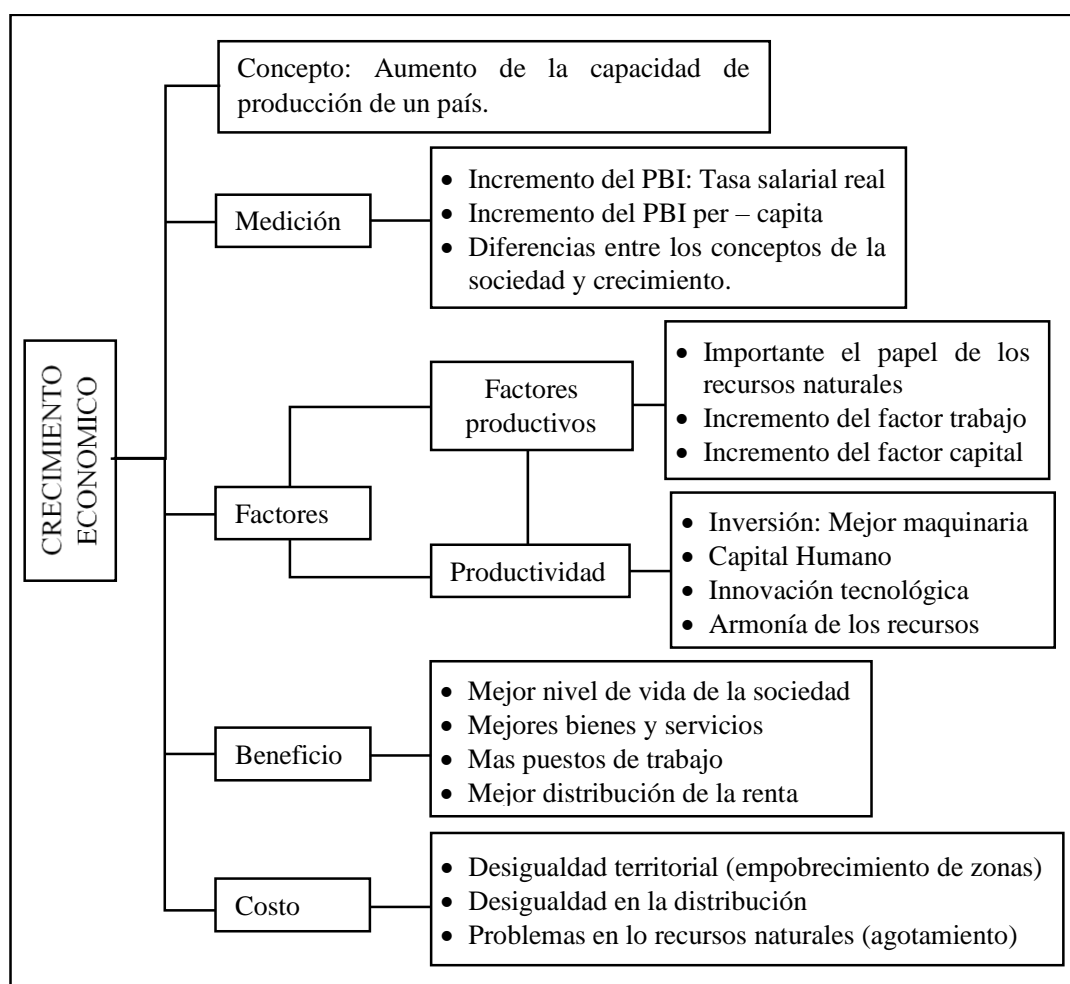 Concepto: Aumento de la capacidad de
producción de un país.
Medición
• Incremento del PBI: Tasa salarial real
• Incremento del PBI per – capita
• Diferencias entre los conceptos de la
sociedad y crecimiento.
CRECIMIENTO
ECONOMICO
Factores
Factores
productivos
• Importante el papel de los
recursos naturales
• Incremento del factor trabajo
• Incremento del factor capital
Productividad
• Inversión: Mejor maquinaria
• Capital Humano
• Innovación tecnológica
• Armonía de los recursos
Beneficio
• Mejor nivel de vida de la sociedad
• Mejores bienes y servicios
• Mas puestos de trabajo
• Mejor distribución de la renta
Costo
• Desigualdad territorial (empobrecimiento de zonas)
• Desigualdad en la distribución
• Problemas en lo recursos naturales (agotamiento)